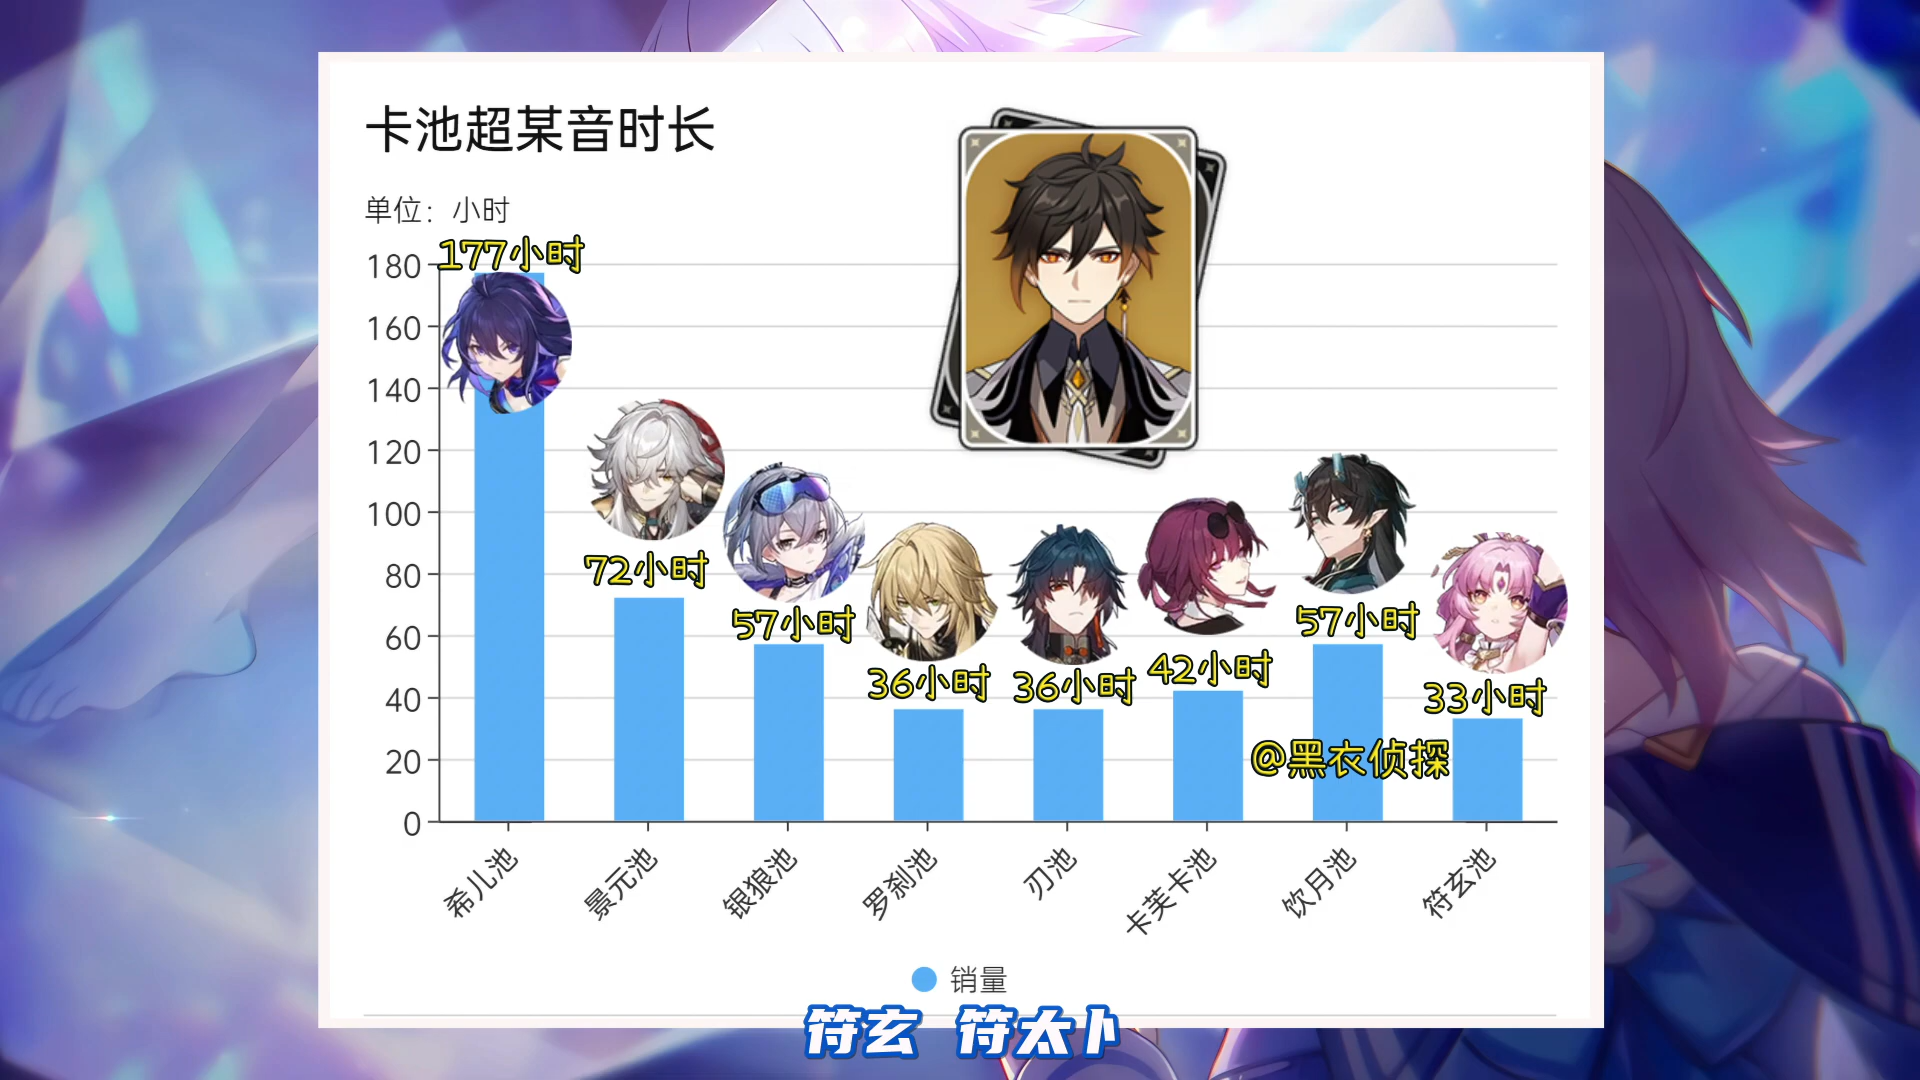 卡池超某音时长
单位：小时
180
160
140
120
100
80
60
40
20
0
177小时
72小时
57小时
36小时
36小时
42小时
57小时
33小时
@黑衣侦探
希儿池
景元池
银狼池
罗刹池
刃池
卡芙卡池
饮月池
符玄池
销量
符玄 符太卜